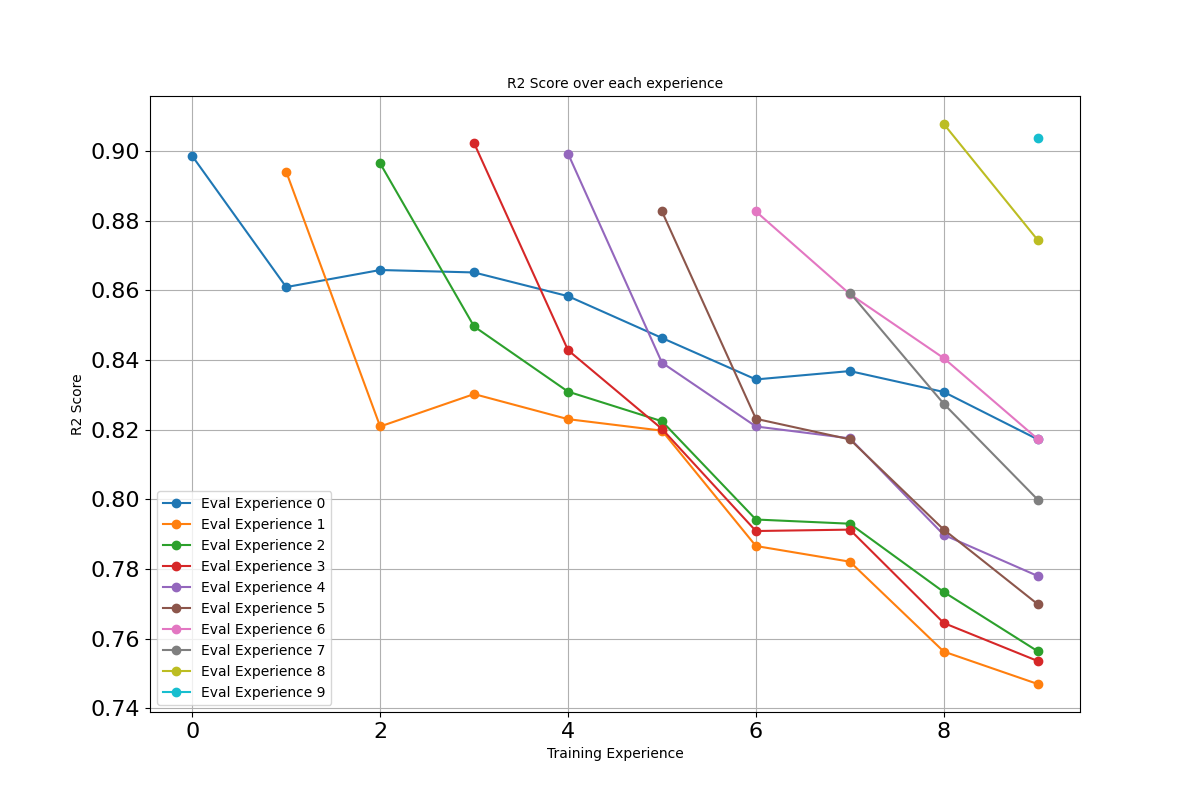 R2 Score over each experience
R2 Score
0.90
0.88
0.86
0.84
0.82
0.80
0.78
0.76
0.74
Eval Experience 0
Eval Experience 1
Eval Experience 2
Eval Experience 3
Eval Experience 4
Eval Experience 5
Eval Experience 6
Eval Experience 7
Eval Experience 8
Eval Experience 9
0 2 4 6 8
Training Experience